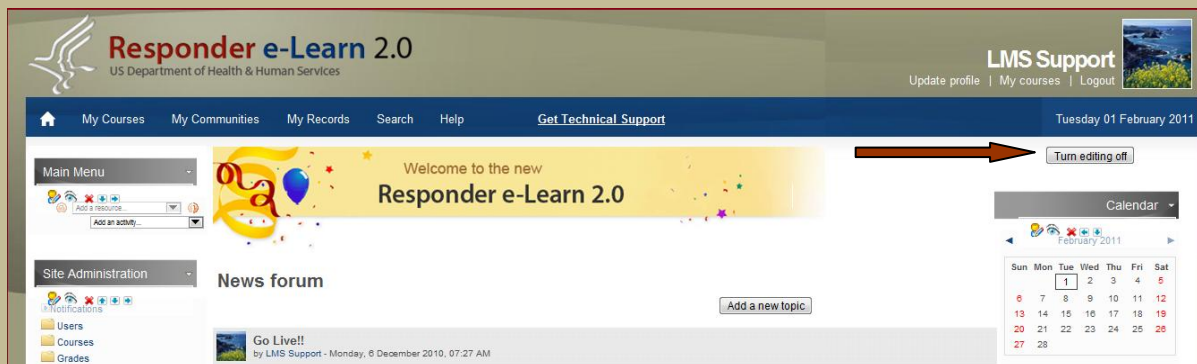 Responder e-Learn 2.0
US Department of Health & Human Services
LMS Support
Update profile | My courses | Logout
My Courses My Communities My Records Search Help Get Technical Support Tuesday 01 February 2011
Turn editing off
Main Menu
Add a resource...
Add an activity...
Welcome to the new
Responder e-Learn 2.0
Calendar
February 2011
Sun Mon Tue Wed Thu Fri Sat
1 2 3 4 5
6 7 8 9 10 11 12
13 14 15 16 17 18 19
20 21 22 23 24 25 26
27 28
Site Administration
Notifications
Users
Courses
Grades
News forum
Add a new topic
Go Live!!
by LMS Support - Monday, 6 December 2010, 07:27 AM